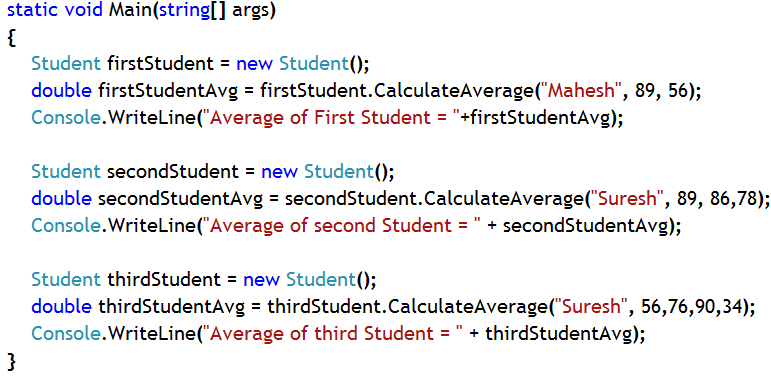 static void Main(string[] args)
{
Student firstStudent = new Student();
double firstStudentAvg = firstStudent.CalculateAverage("Mahesh", 89, 56);
Console.WriteLine("Average of First Student = "+firstStudentAvg);
Student secondStudent = new Student();
double secondStudentAvg = secondStudent.CalculateAverage("Suresh", 89, 86,78);
Console.WriteLine("Average of second Student = " + secondStudentAvg);
Student thirdStudent = new Student();
double thirdStudentAvg = thirdStudent.CalculateAverage("Suresh", 56,76,90,34);
Console.WriteLine("Average of third Student = " + thirdStudentAvg);
}